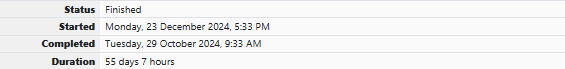 Status Finished
Started Monday, 23 December 2024, 5:33 PM
Completed Tuesday, 29 October 2024, 9:33 AM
Duration 55 days 7 hours